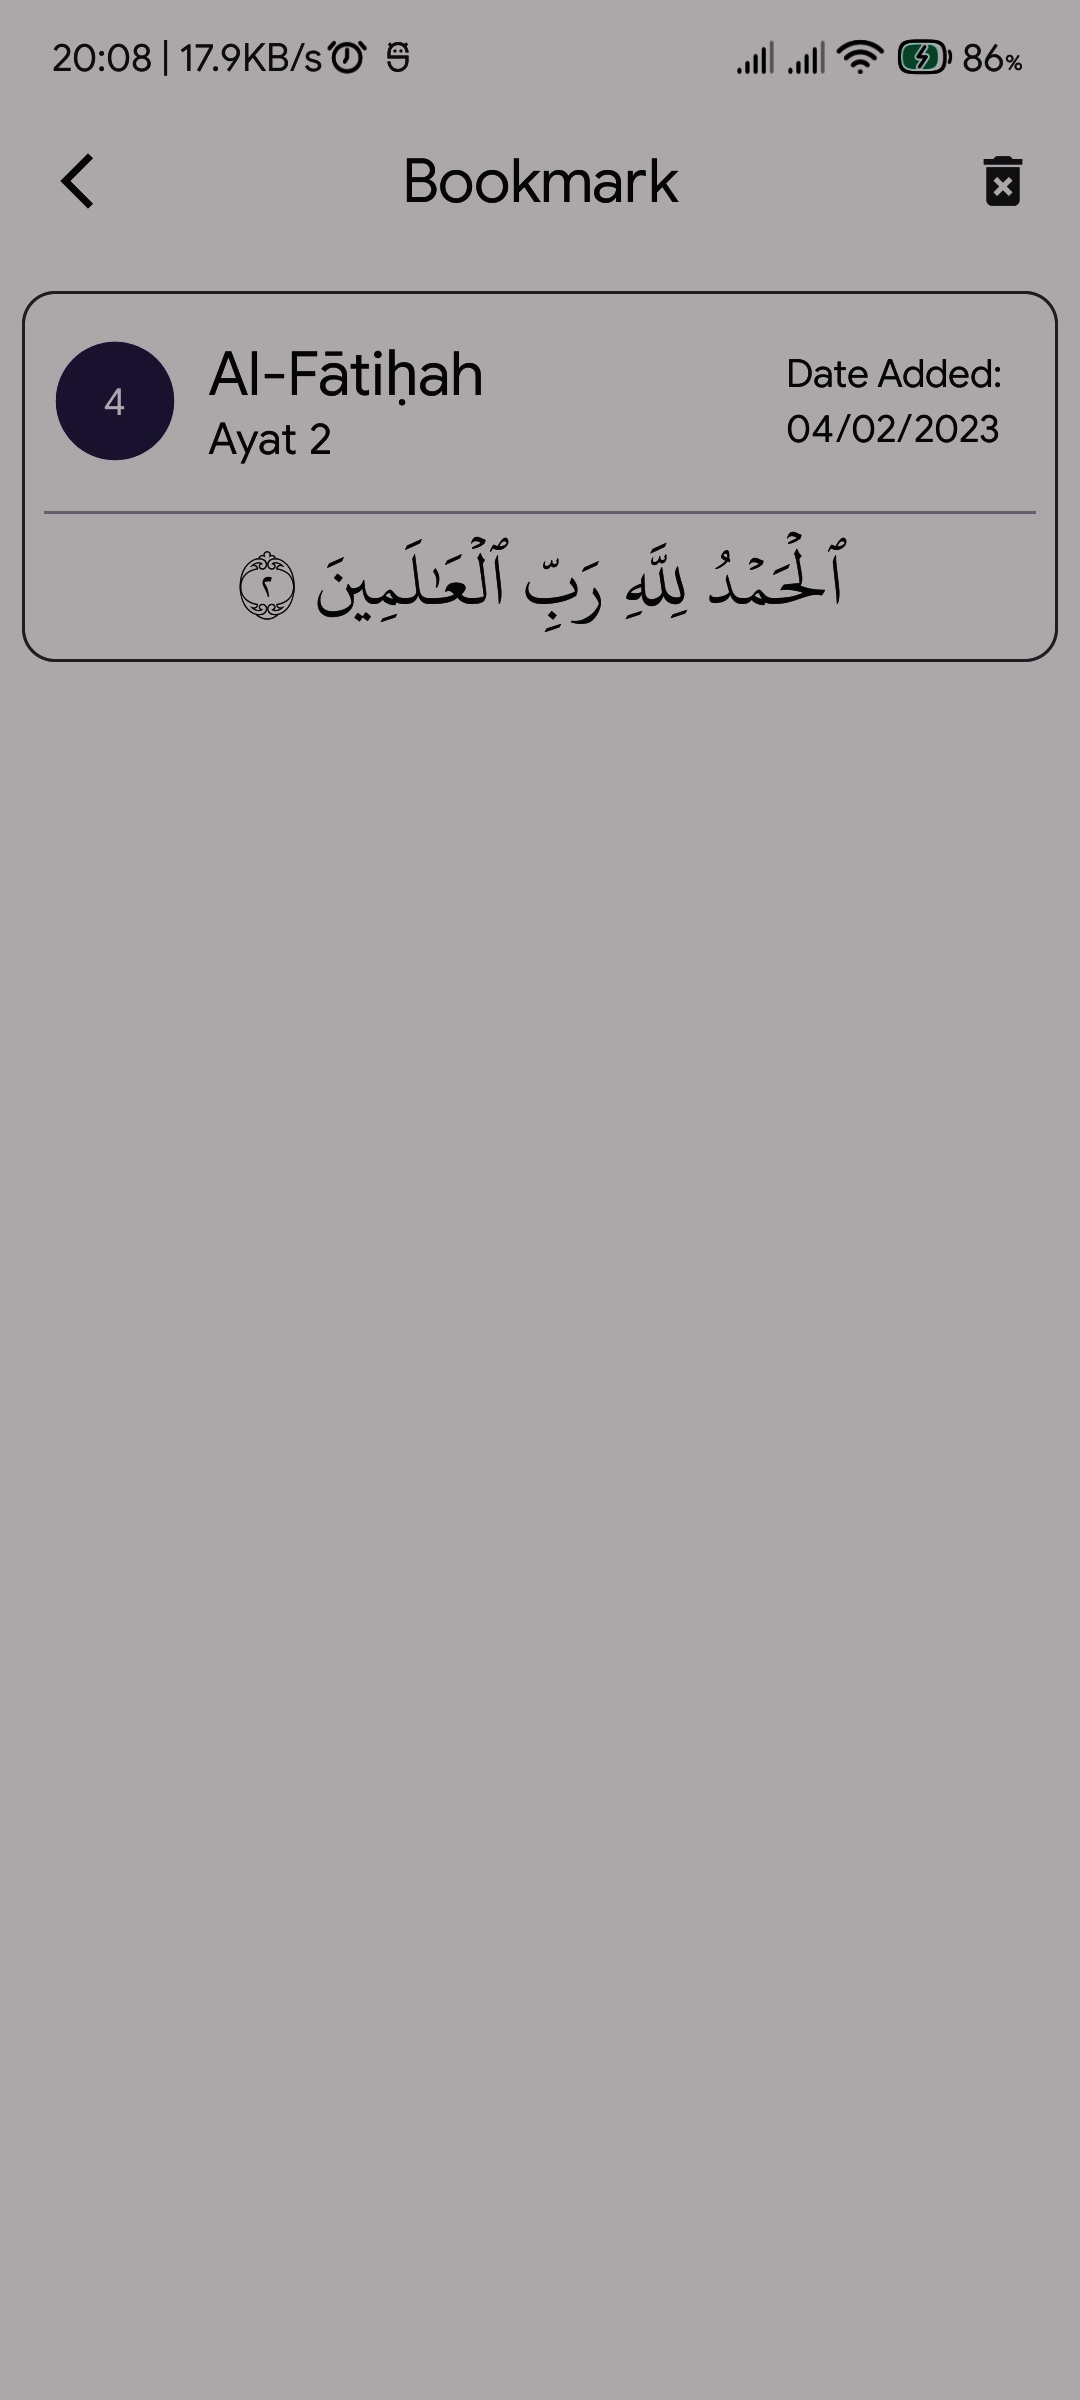 20:08 | 17.9KB/s
86%
Bookmark
4
Al-Fātiḥah
Ayat 2
Date Added:
04/02/2023
ٱلْحَمْدُ لِلَّهِ رَبِّ ٱلْعَـٰلَمِينَ ٢